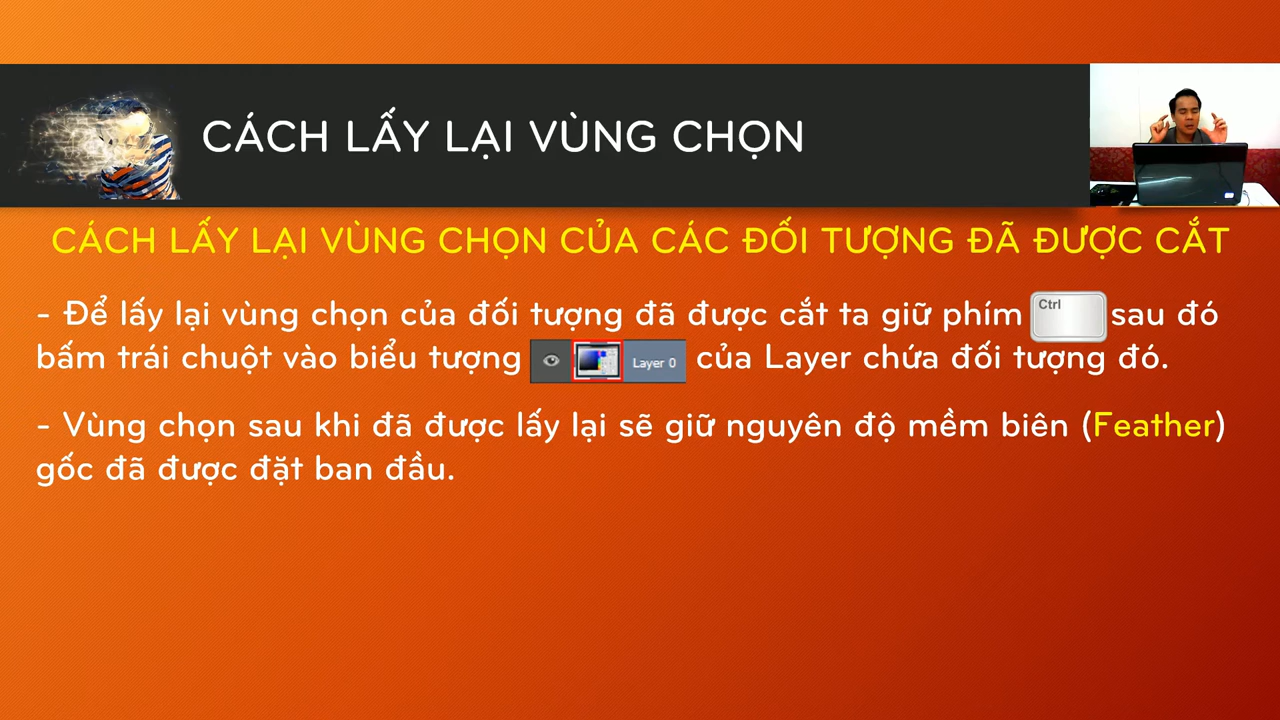 CÁCH LẤY LẠI VÙNG CHỌN
CÁCH LẤY LẠI VÙNG CHỌN CỦA CÁC ĐỐI TƯỢNG ĐÃ ĐƯỢC CẮT
- Để lấy lại vùng chọn của đối tượng đã được cắt ta giữ phím Ctrl sau đó
bấm trái chuột vào biểu tượng Layer 0 của Layer chứa đối tượng đó.
- Vùng chọn sau khi đã được lấy lại sẽ giữ nguyên độ mềm biên (Feather)
gốc đã được đặt ban đầu.